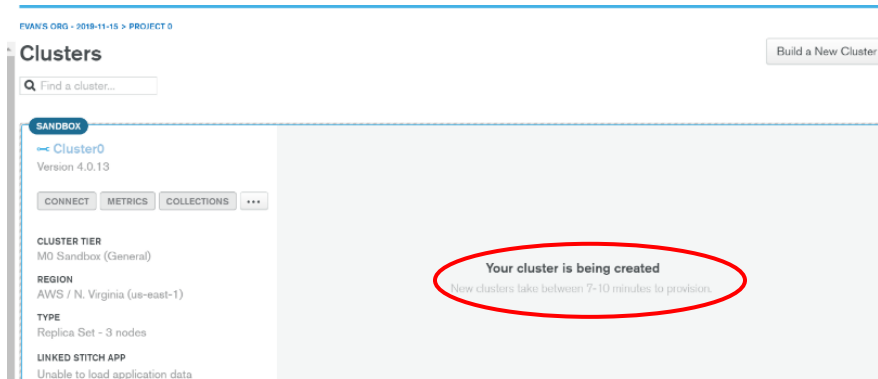 EVAN'S ORG - 2019-11-15 > PROJECT 0
Clusters
Build a New Cluster
Find a cluster...
SANDBOX
Cluster0
Version 4.0.13
CONNECT METRICS COLLECTIONS ...
CLUSTER TIER
M0 Sandbox (General)
REGION
AWS / N. Virginia (us-east-1)
TYPE
Replica Set - 3 nodes
LINKED STITCH APP
Unable to load application data
Your cluster is being created
New clusters take between 7-10 minutes to provision.